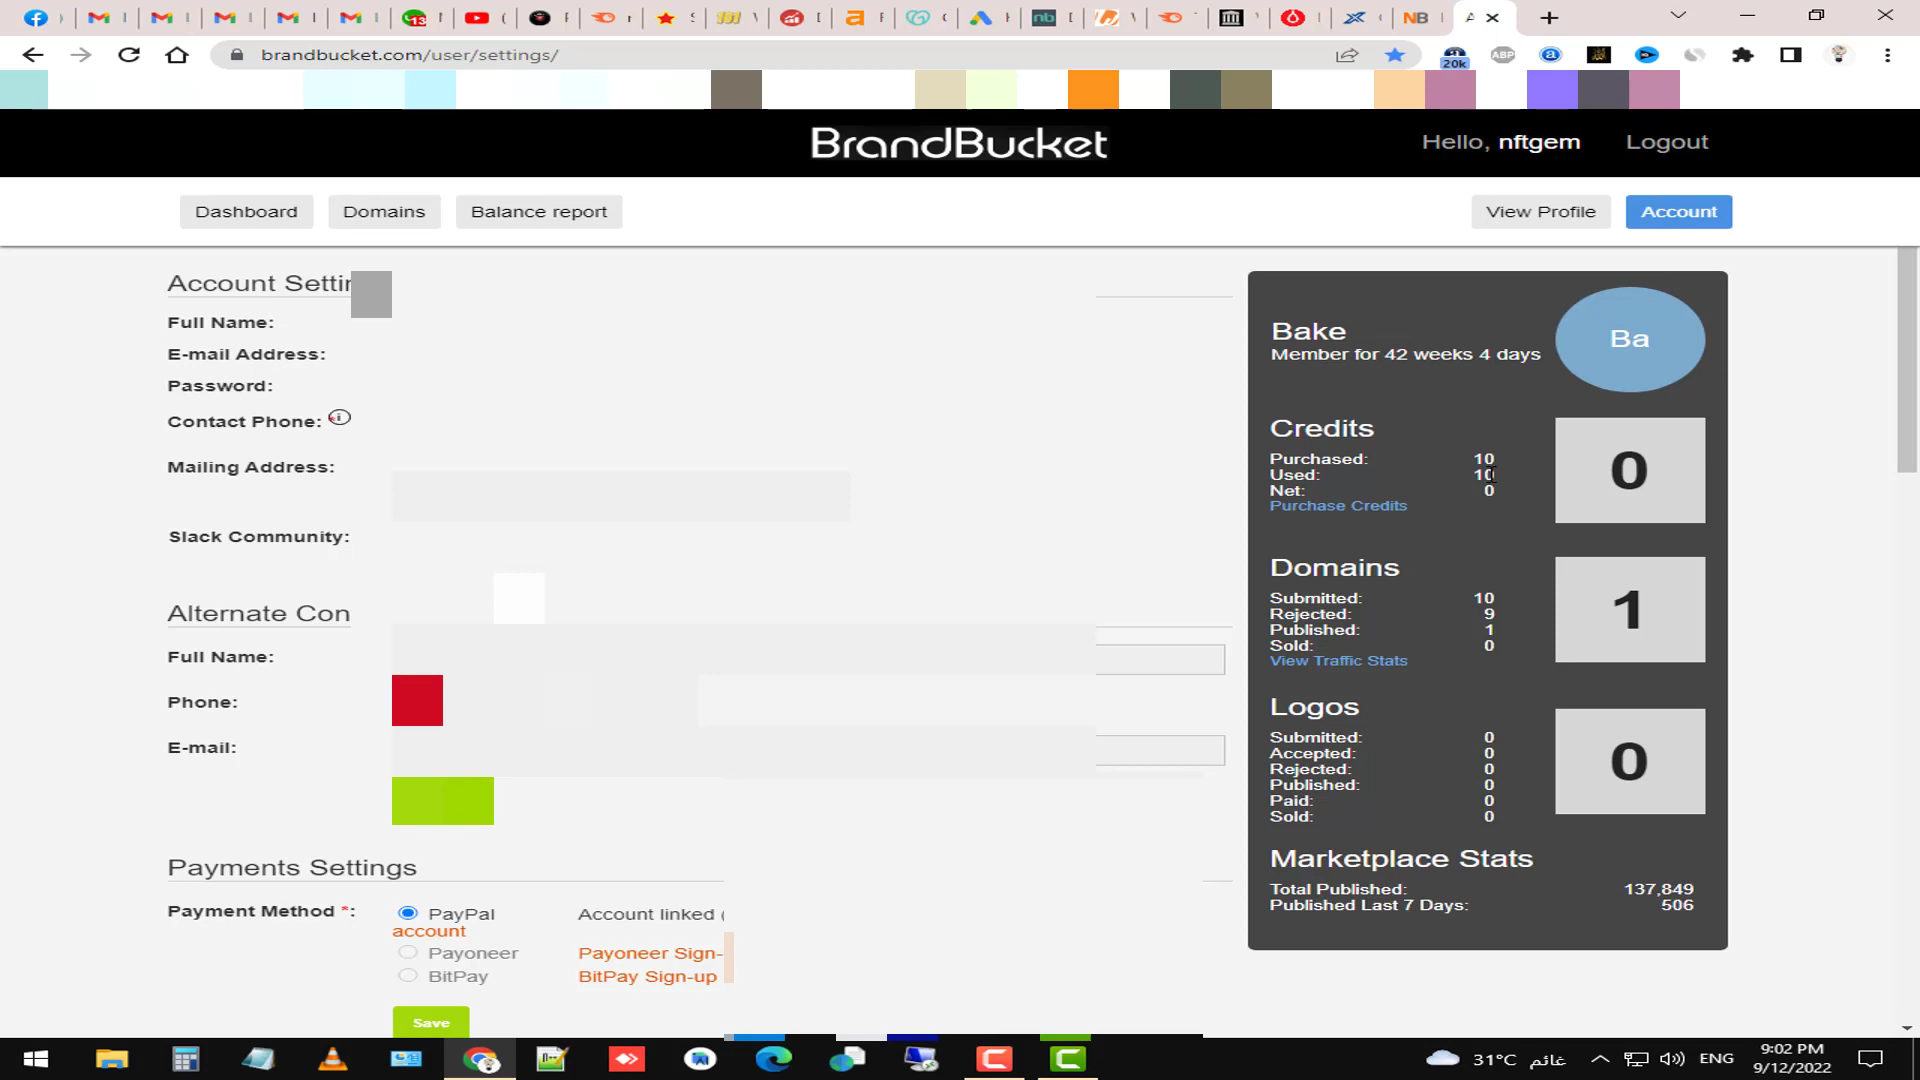 13
brandbucket.com/user/settings/
20k
ABP
BrandBucket
Hello, nftgem
Logout
Dashboard
Domains
Balance report
View Profile
Account
Account Settin
Full Name:
E-mail Address:
Password:
Contact Phone:
Mailing Address:
Slack Community:
Alternate Con
Full Name:
Phone:
E-mail:
Payments Settings
Payment Method *:
PayPal
Account linked (
account
Payoneer
Payoneer Sign-
BitPay
BitPay Sign-up
Save
Bake
Member for 42 weeks 4 days
Ba
Credits
Purchased: 10
Used: 10
Net: 0
Purchase Credits
0
Domains
Submitted: 10
Rejected: 9
Published: 1
Sold: 0
View Traffic Stats
1
Logos
Submitted: 0
Accepted: 0
Rejected: 0
Published: 0
Paid: 0
Sold: 0
0
Marketplace Stats
Total Published: 137,849
Published Last 7 Days: 506
31°C غائم
ENG
9:02 PM
9/12/2022